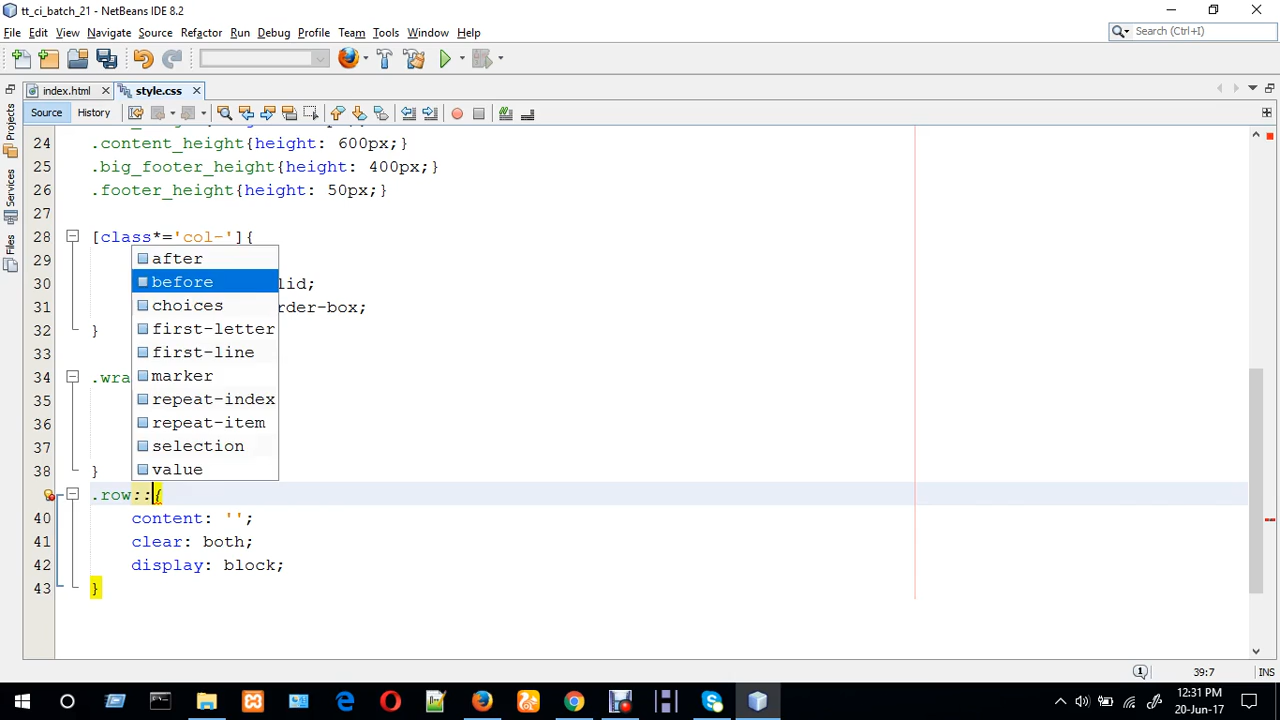 tt_ci_batch_21 - NetBeans IDE 8.2
File Edit View Navigate Source Refactor Run Debug Profile Team Tools Window Help
Search (Ctrl+I)
index.html style.css
Source History
Projects
Services
Files
24 .content_height{height: 600px;}
25 .big_footer_height{height: 400px;}
26 .footer_height{height: 50px;}
27
28 [class*='col-']{
29
30 lid;
31 rder-box;
32 }
33
34 .wra
35
36
37
38 }
.row::{
40 content: '';
41 clear: both;
42 display: block;
43 }
after
before
choices
first-letter
first-line
marker
repeat-index
repeat-item
selection
value
1 39:7 INS
12:31 PM
20-Jun-17